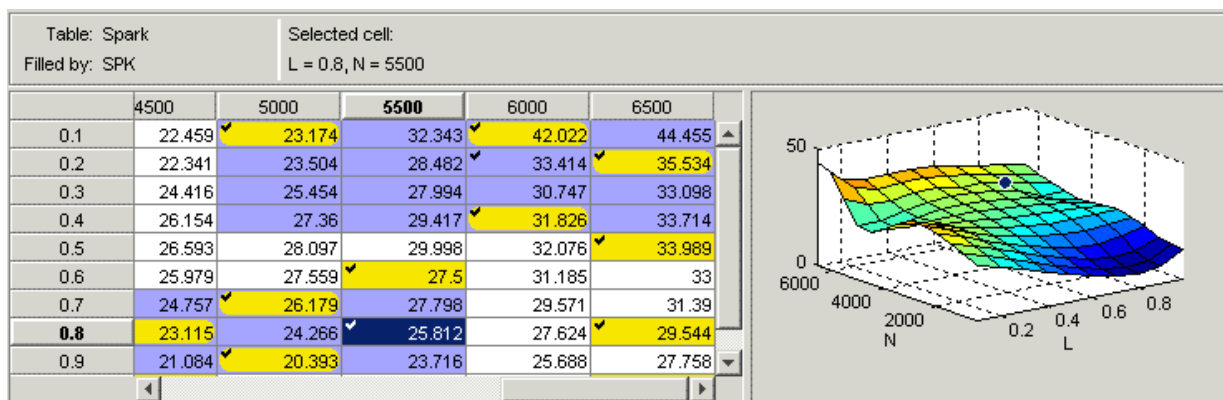 Table: Spark
Selected cell:
Filled by: SPK
L = 0.8, N = 5500
4500 5000 5500 6000 6500
0.1 22.459 23.174 32.343 42.022 44.455
0.2 22.341 23.504 28.482 33.414 35.534
0.3 24.416 25.454 27.994 30.747 33.098
0.4 26.154 27.36 29.417 31.826 33.714
0.5 26.593 28.097 29.998 32.076 33.989
0.6 25.979 27.559 27.5 31.185 33
0.7 24.757 26.179 27.798 29.571 31.39
0.8 23.115 24.266 25.812 27.624 29.544
0.9 21.084 20.393 23.716 25.688 27.758
50
0
6000
4000
2000
N
0.2 0.4 0.6 0.8
L